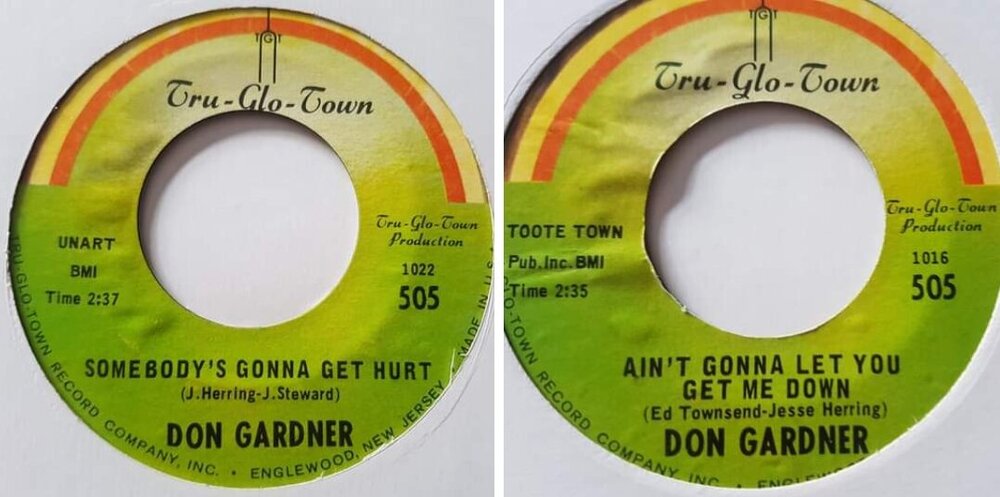 TGT
Tru-Glo-Town
UNART
BMI
Time 2:37
Tru-Glo-Town
Production
1022
505
SOMEBODY'S GONNA GET HURT
(J.Herring-J.Steward)
DON GARDNER
TRU-GLO-TOWN RECORD COMPANY, INC. • ENGLEWOOD, NEW JERSEY MADE IN U.S.A.
TGT
Tru-Glo-Town
TOOTE TOWN
Pub.Inc.BMI
Time 2:35
Tru-Glo-Town
Production
1016
505
AIN'T GONNA LET YOU
GET ME DOWN
(Ed Townsend-Jesse Herring)
DON GARDNER
O-TOWN RECORD COMPANY, INC.